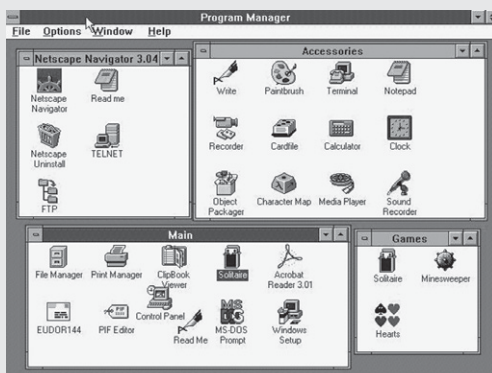 Program Manager
File Options Window Help
Netscape Navigator 3.04
Netscape
Navigator
Read me
Netscape
Uninstall
TELNET
FTP
Accessories
Write Paintbrush Terminal Notepad
Recorder Cardfile Calculator Clock
Object
Packager
Character Map Media Player Sound
Recorder
Main
File Manager Print Manager ClipBook
Viewer
Solitaire Acrobat
Reader 3.01
EUDOR144 PIF Editor Control Panel
Read Me
MS-DOS
Prompt
Windows
Setup
Games
Solitaire Minesweeper
Hearts